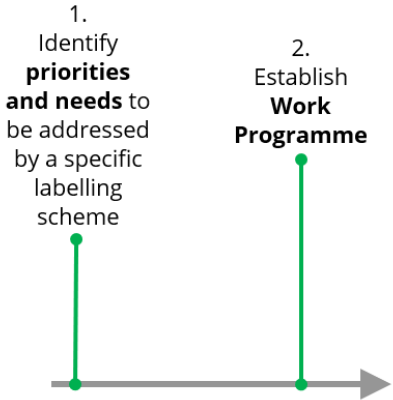 1.
Identify
priorities
and needs to
be addressed
by a specific
labelling
scheme
2.
Establish
Work
Programme